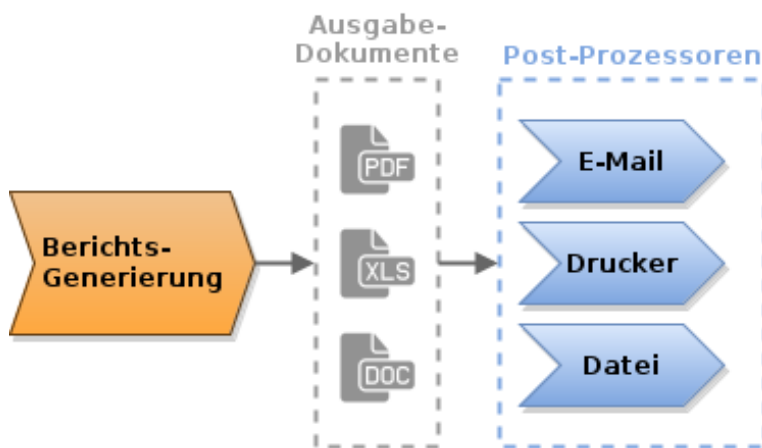 Ausgabe-
Dokumente
Post-Prozessoren
Berichts-
Generierung
PDF
XLS
DOC
E-Mail
Drucker
Datei